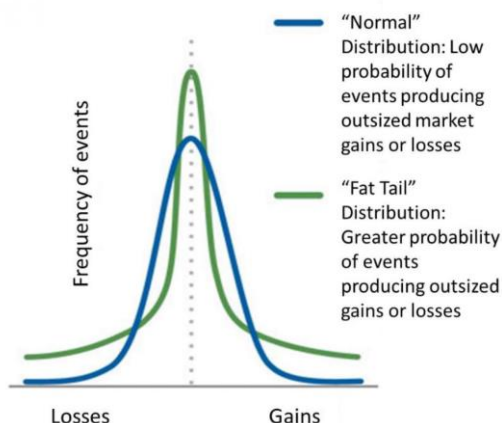 “Normal”
Distribution: Low
probability of
events producing
outsized market
gains or losses
“Fat Tail”
Distribution:
Greater probability
of events
producing outsized
gains or losses
Frequency of events
Losses
Gains